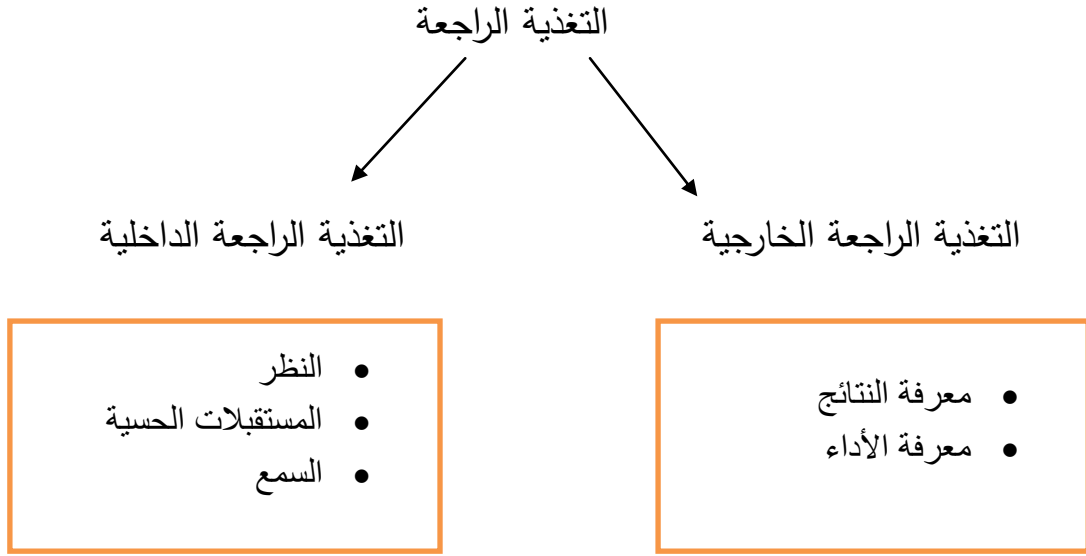 التغذية الراجعة
التغذية الراجعة الخارجية
التغذية الراجعة الداخلية
• معرفة النتائج
• معرفة الأداء
• النظر
• المستقبلات الحسية
• السمع